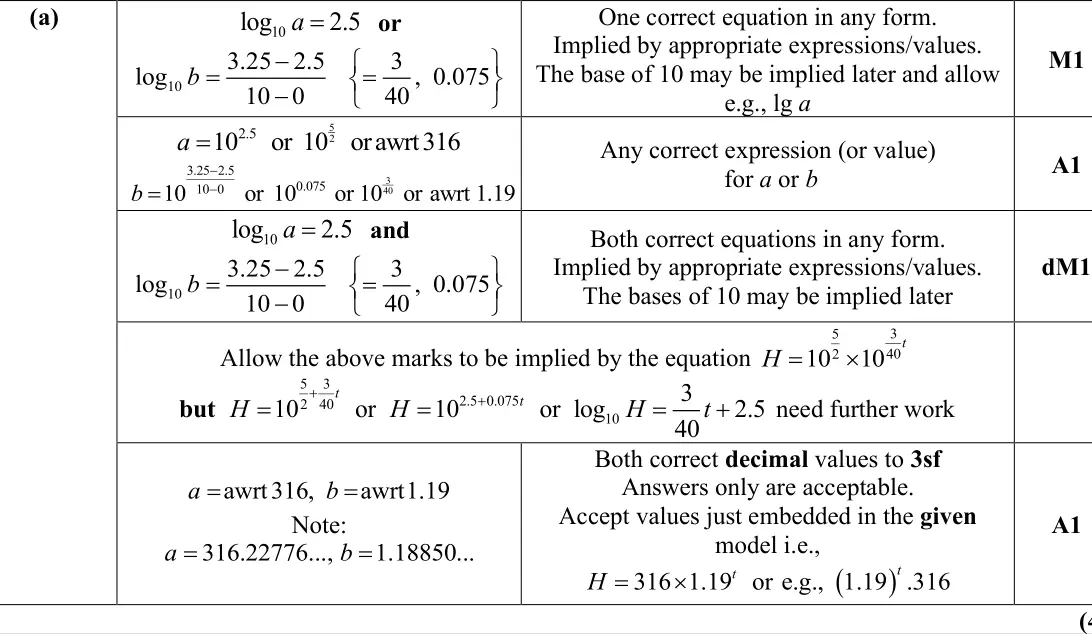 (a)
log₁₀ a = 2.5 or
log₁₀ b = (3.25 − 2.5)/(10 − 0) {= 3/40, 0.075}
One correct equation in any form.
Implied by appropriate expressions/values.
The base of 10 may be implied later and allow
e.g., lg a
M1
a = 10^2.5 or 10^(5/2) or awrt 316
b = 10^((3.25−2.5)/(10−0)) or 10^0.075 or 10^(3/40) or awrt 1.19
Any correct expression (or value)
for a or b
A1
log₁₀ a = 2.5 and
log₁₀ b = (3.25 − 2.5)/(10 − 0) {= 3/40, 0.075}
Both correct equations in any form.
Implied by appropriate expressions/values.
The bases of 10 may be implied later
dM1
Allow the above marks to be implied by the equation H = 10^(5/2) × 10^(3/40 t)
but H = 10^(5/2 + 3/40 t) or H = 10^(2.5+0.075t) or log₁₀ H = 3/40 t + 2.5 need further work
a = awrt 316, b = awrt 1.19
Note:
a = 316.22776..., b = 1.18850...
Both correct decimal values to 3sf
Answers only are acceptable.
Accept values just embedded in the given
model i.e.,
H = 316 × 1.19^t or e.g., (1.19)^t .316
A1
(4